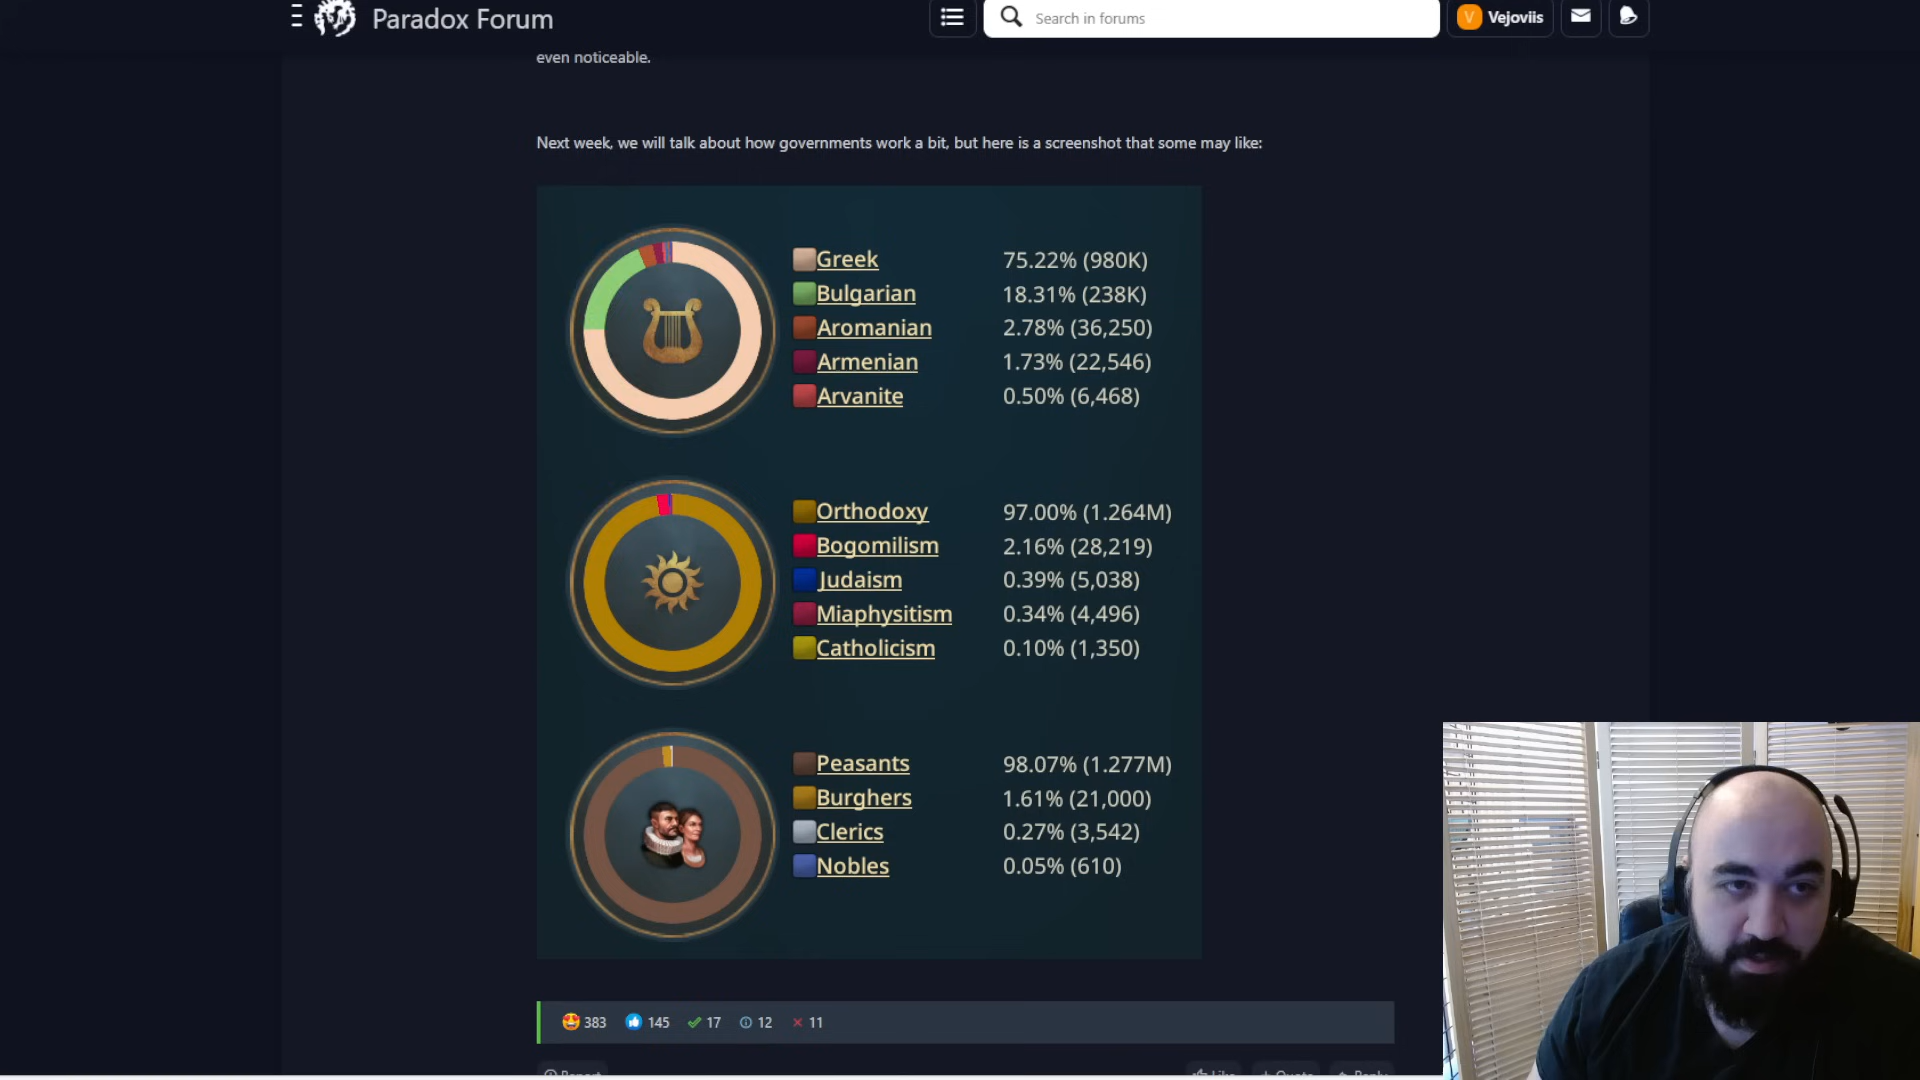 Paradox Forum
Search in forums
V Vejoviis
even noticeable.
Next week, we will talk about how governments work a bit, but here is a screenshot that some may like:
Greek 75.22% (980K)
Bulgarian 18.31% (238K)
Aromanian 2.78% (36,250)
Armenian 1.73% (22,546)
Arvanite 0.50% (6,468)
Orthodoxy 97.00% (1.264M)
Bogomilism 2.16% (28,219)
Judaism 0.39% (5,038)
Miaphysitism 0.34% (4,496)
Catholicism 0.10% (1,350)
Peasants 98.07% (1.277M)
Burghers 1.61% (21,000)
Clerics 0.27% (3,542)
Nobles 0.05% (610)
383 145 17 12 11
Report Like Quote Reply